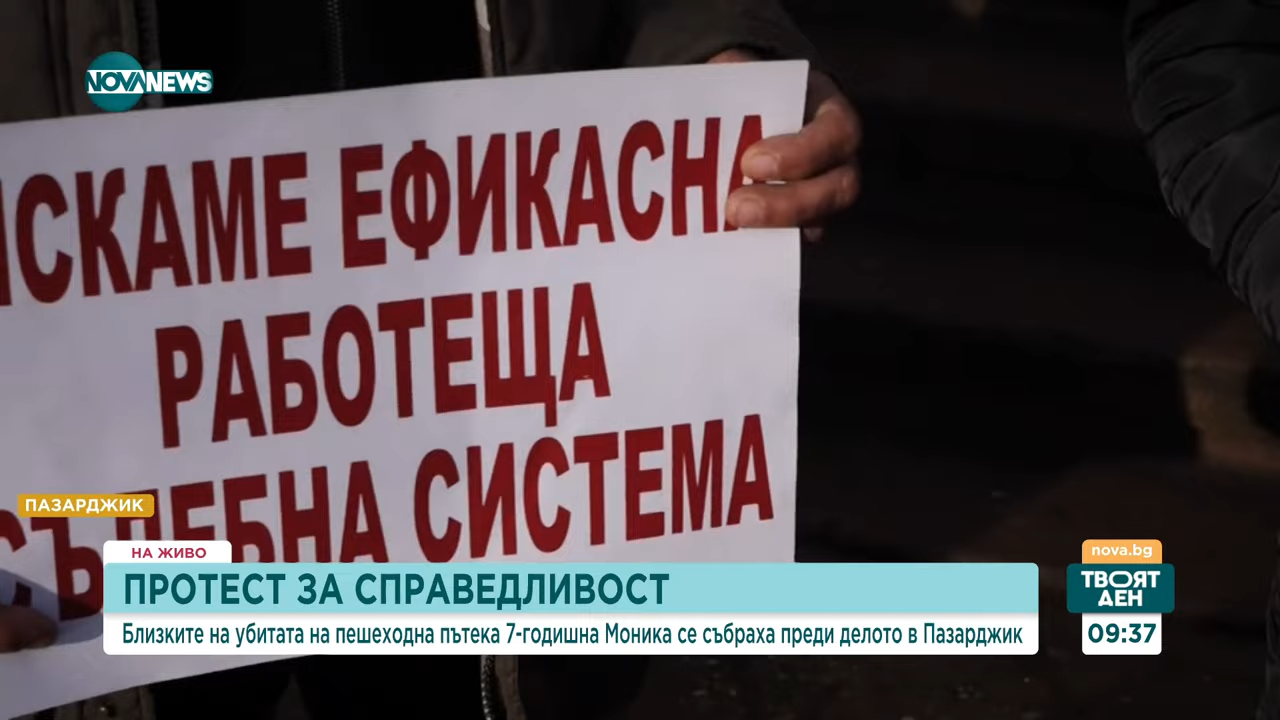 NOVA NEWS
ИСКАМЕ ЕФИКАСНА
РАБОТЕЩА
СЪДЕБНА СИСТЕМА
ПАЗАРДЖИК
НА ЖИВО
ПРОТЕСТ ЗА СПРАВЕДЛИВОСТ
Близките на убитата на пешеходна пътека 7-годишна Моника се събраха преди делото в Пазарджик
nova.bg
ТВОЯТ
ДЕН
09:37